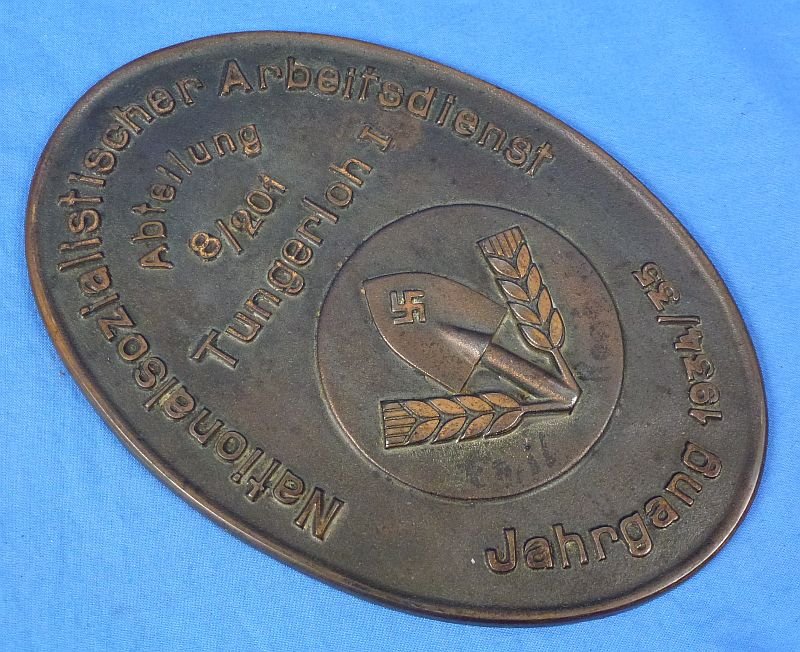 Nationalsozialistischer Arbeitsdienst
Abteilung
8/201
Tungerloh I
Jahrgang 1934/35